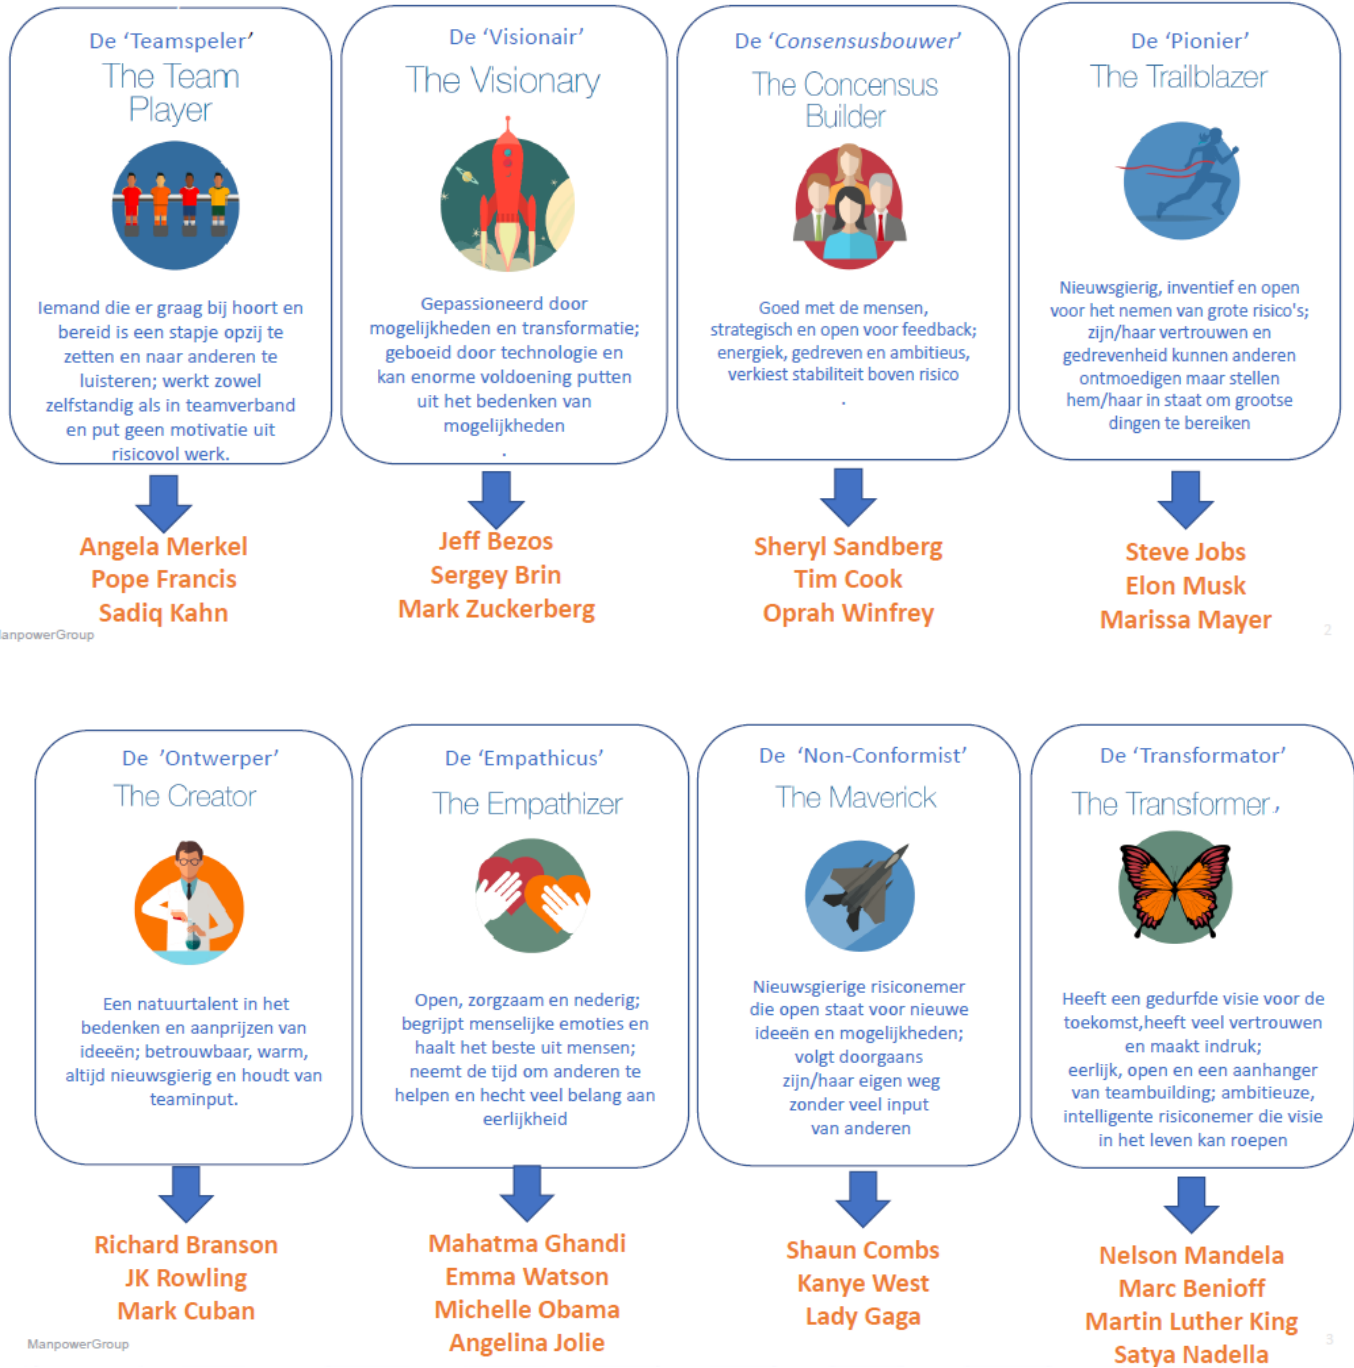 De ‘Teamspeler’
The Team
Player
Iemand die er graag bij hoort en
bereid is een stapje opzij te
zetten en naar anderen te
luisteren; werkt zowel
zelfstandig als in teamverband
en put geen motivatie uit
risicovol werk.
Angela Merkel
Pope Francis
Sadiq Kahn
De ‘Visionair’
The Visionary
Gepassioneerd door
mogelijkheden en transformatie;
geboeid door technologie en
kan enorme voldoening putten
uit het bedenken van
mogelijkheden
.
Jeff Bezos
Sergey Brin
Mark Zuckerberg
De ‘Consensusbouwer’
The Concensus
Builder
Goed met de mensen,
strategisch en open voor feedback;
energiek, gedreven en ambitieus,
verkiest stabiliteit boven risico
.
Sheryl Sandberg
Tim Cook
Oprah Winfrey
De ‘Pionier’
The Trailblazer
Nieuwsgierig, inventief en open
voor het nemen van grote risico's;
zijn/haar vertrouwen en
gedrevenheid kunnen anderen
ontmoedigen maar stellen
hem/haar in staat om grootse
dingen te bereiken
Steve Jobs
Elon Musk
Marissa Mayer
anpowerGroup
2
De ’Ontwerper’
The Creator
Een natuurtalent in het
bedenken en aanprijzen van
ideeën; betrouwbaar, warm,
altijd nieuwsgierig en houdt van
teaminput.
Richard Branson
JK Rowling
Mark Cuban
De ‘Empathicus’
The Empathizer
Open, zorgzaam en nederig;
begrijpt menselijke emoties en
haalt het beste uit mensen;
neemt de tijd om anderen te
helpen en hecht veel belang aan
eerlijkheid
Mahatma Ghandi
Emma Watson
Michelle Obama
Angelina Jolie
De ‘Non-Conformist’
The Maverick
Nieuwsgierige risiconemer
die open staat voor nieuwe
ideeën en mogelijkheden;
volgt doorgaans
zijn/haar eigen weg
zonder veel input
van anderen
Shaun Combs
Kanye West
Lady Gaga
De ‘Transformator’
The Transformer,
Heeft een gedurfde visie voor de
toekomst,heeft veel vertrouwen
en maakt indruk;
eerlijk, open en een aanhanger
van teambuilding; ambitieuze,
intelligente risiconemer die visie
in het leven kan roepen
Nelson Mandela
Marc Benioff
Martin Luther King
Satya Nadella
ManpowerGroup
3